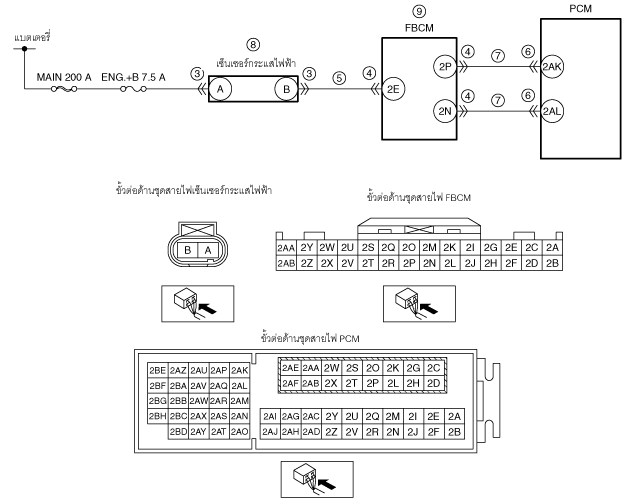 PCM
⑨
FBCM
แบตเตอรี่
⑧
เซ็นเซอร์กระแสไฟฟ้า
MAIN 200 A ENG.+B 7.5 A
③ A B ③ ⑤ ④ 2E
2P ④ ⑦ ⑥ 2AK
2N ④ ⑦ ⑥ 2AL
ขั้วต่อด้านชุดสายไฟเซ็นเซอร์กระแสไฟฟ้า
B A
ขั้วต่อด้านชุดสายไฟ FBCM
2AA 2Y 2W 2U 2S 2Q 2O 2M 2K 2I 2G 2E 2C 2A
2AB 2Z 2X 2V 2T 2R 2P 2N 2L 2J 2H 2F 2D 2B
ขั้วต่อด้านชุดสายไฟ PCM
2BE 2AZ 2AU 2AP 2AK
2BF 2BA 2AV 2AQ 2AL
2BG 2BB 2AW 2AR 2AM
2BH 2BC 2AX 2AS 2AN
2BD 2AY 2AT 2AO
2AE 2AA 2W 2S 2O 2K 2G 2C
2AF 2AB 2X 2T 2P 2L 2H 2D
2AI 2AG 2AC 2Y 2U 2Q 2M 2I 2E 2A
2AJ 2AH 2AD 2Z 2V 2R 2N 2J 2F 2B